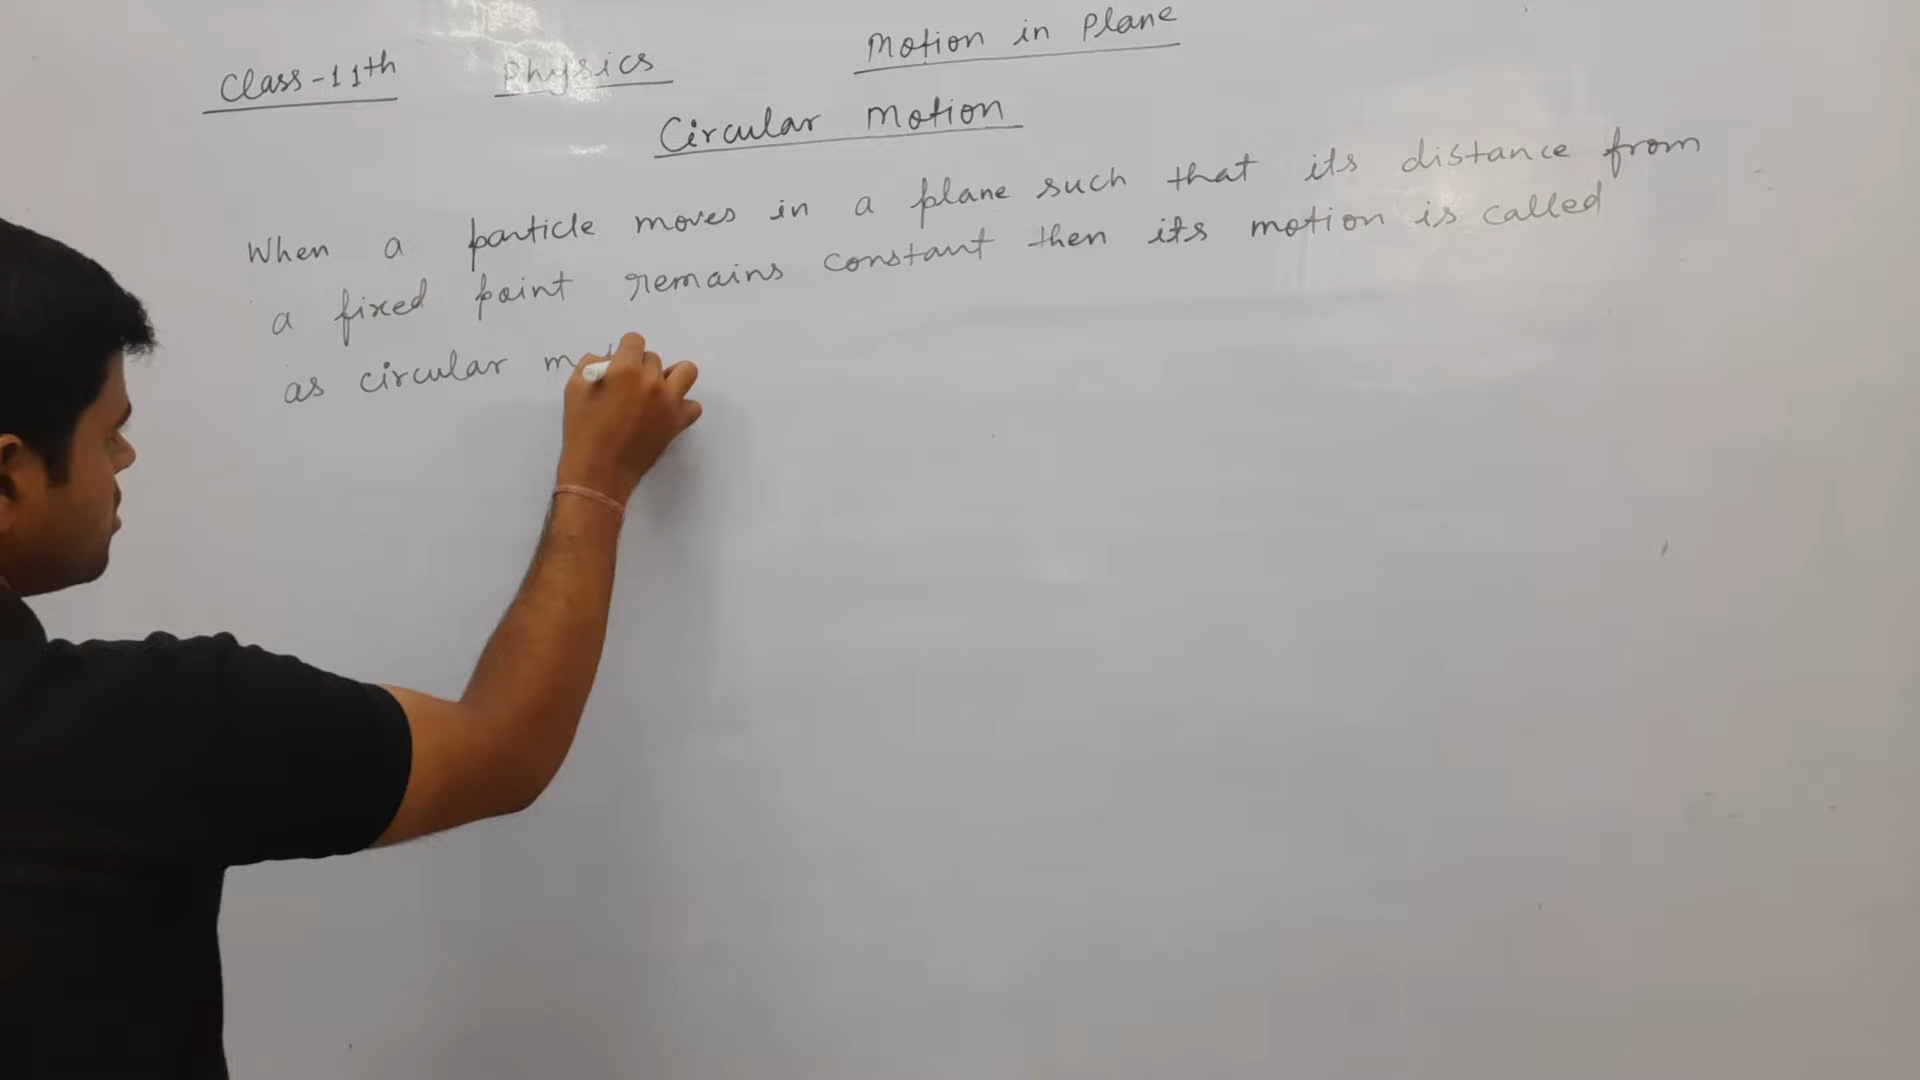 Class-11th Physics Motion in Plane
Circular Motion
When a particle moves in a plane such that its distance from
a fixed point remains constant then its motion is called
as circular